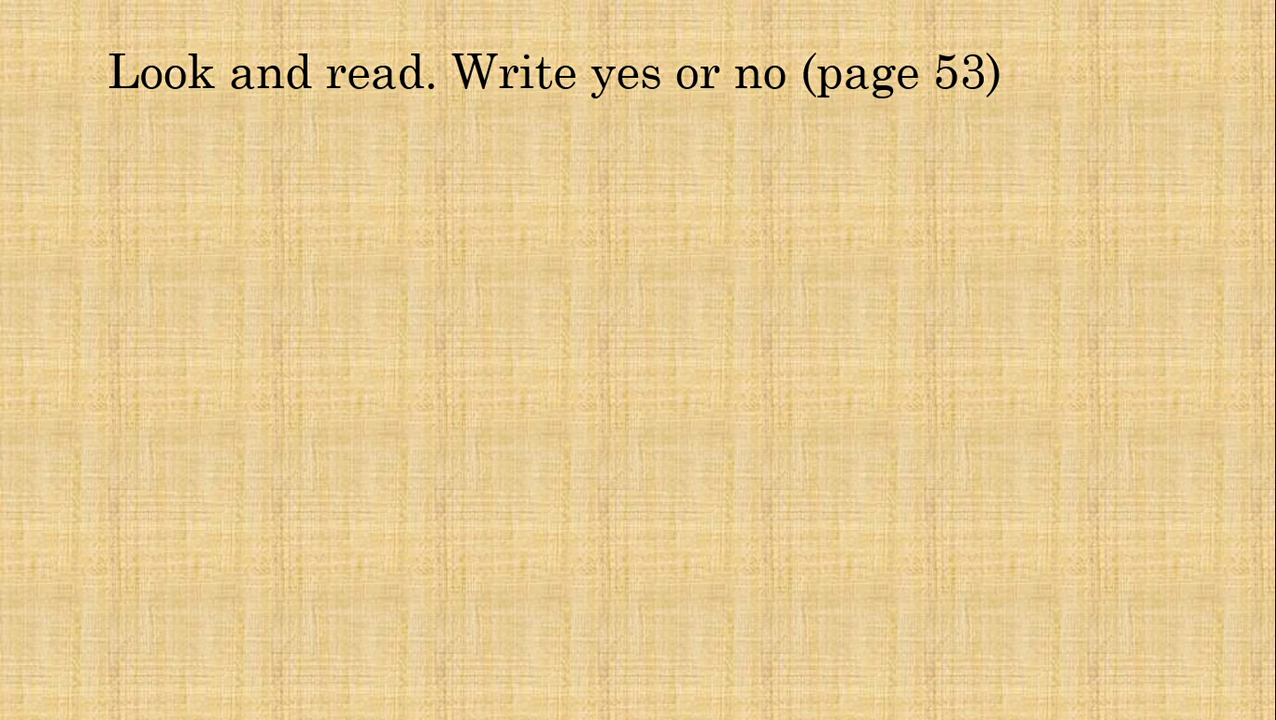 Look and read. Write yes or no (page 53)